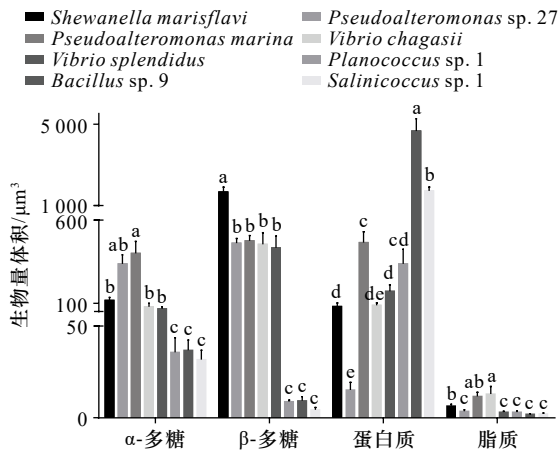 Shewanella marisflavi
Pseudoalteromonas marina
Vibrio splendidus
Bacillus sp. 9
Pseudoalteromonas sp. 27
Vibrio chagasii
Planococcus sp. 1
Salinicoccus sp. 1
生物量体积/μm³
5 000
1 000
600
100
50
0
b ab a b b c c c
a b b b b c c c
d e c de d cd a b
b c ab a c c c c
α-多糖 β-多糖 蛋白质 脂质